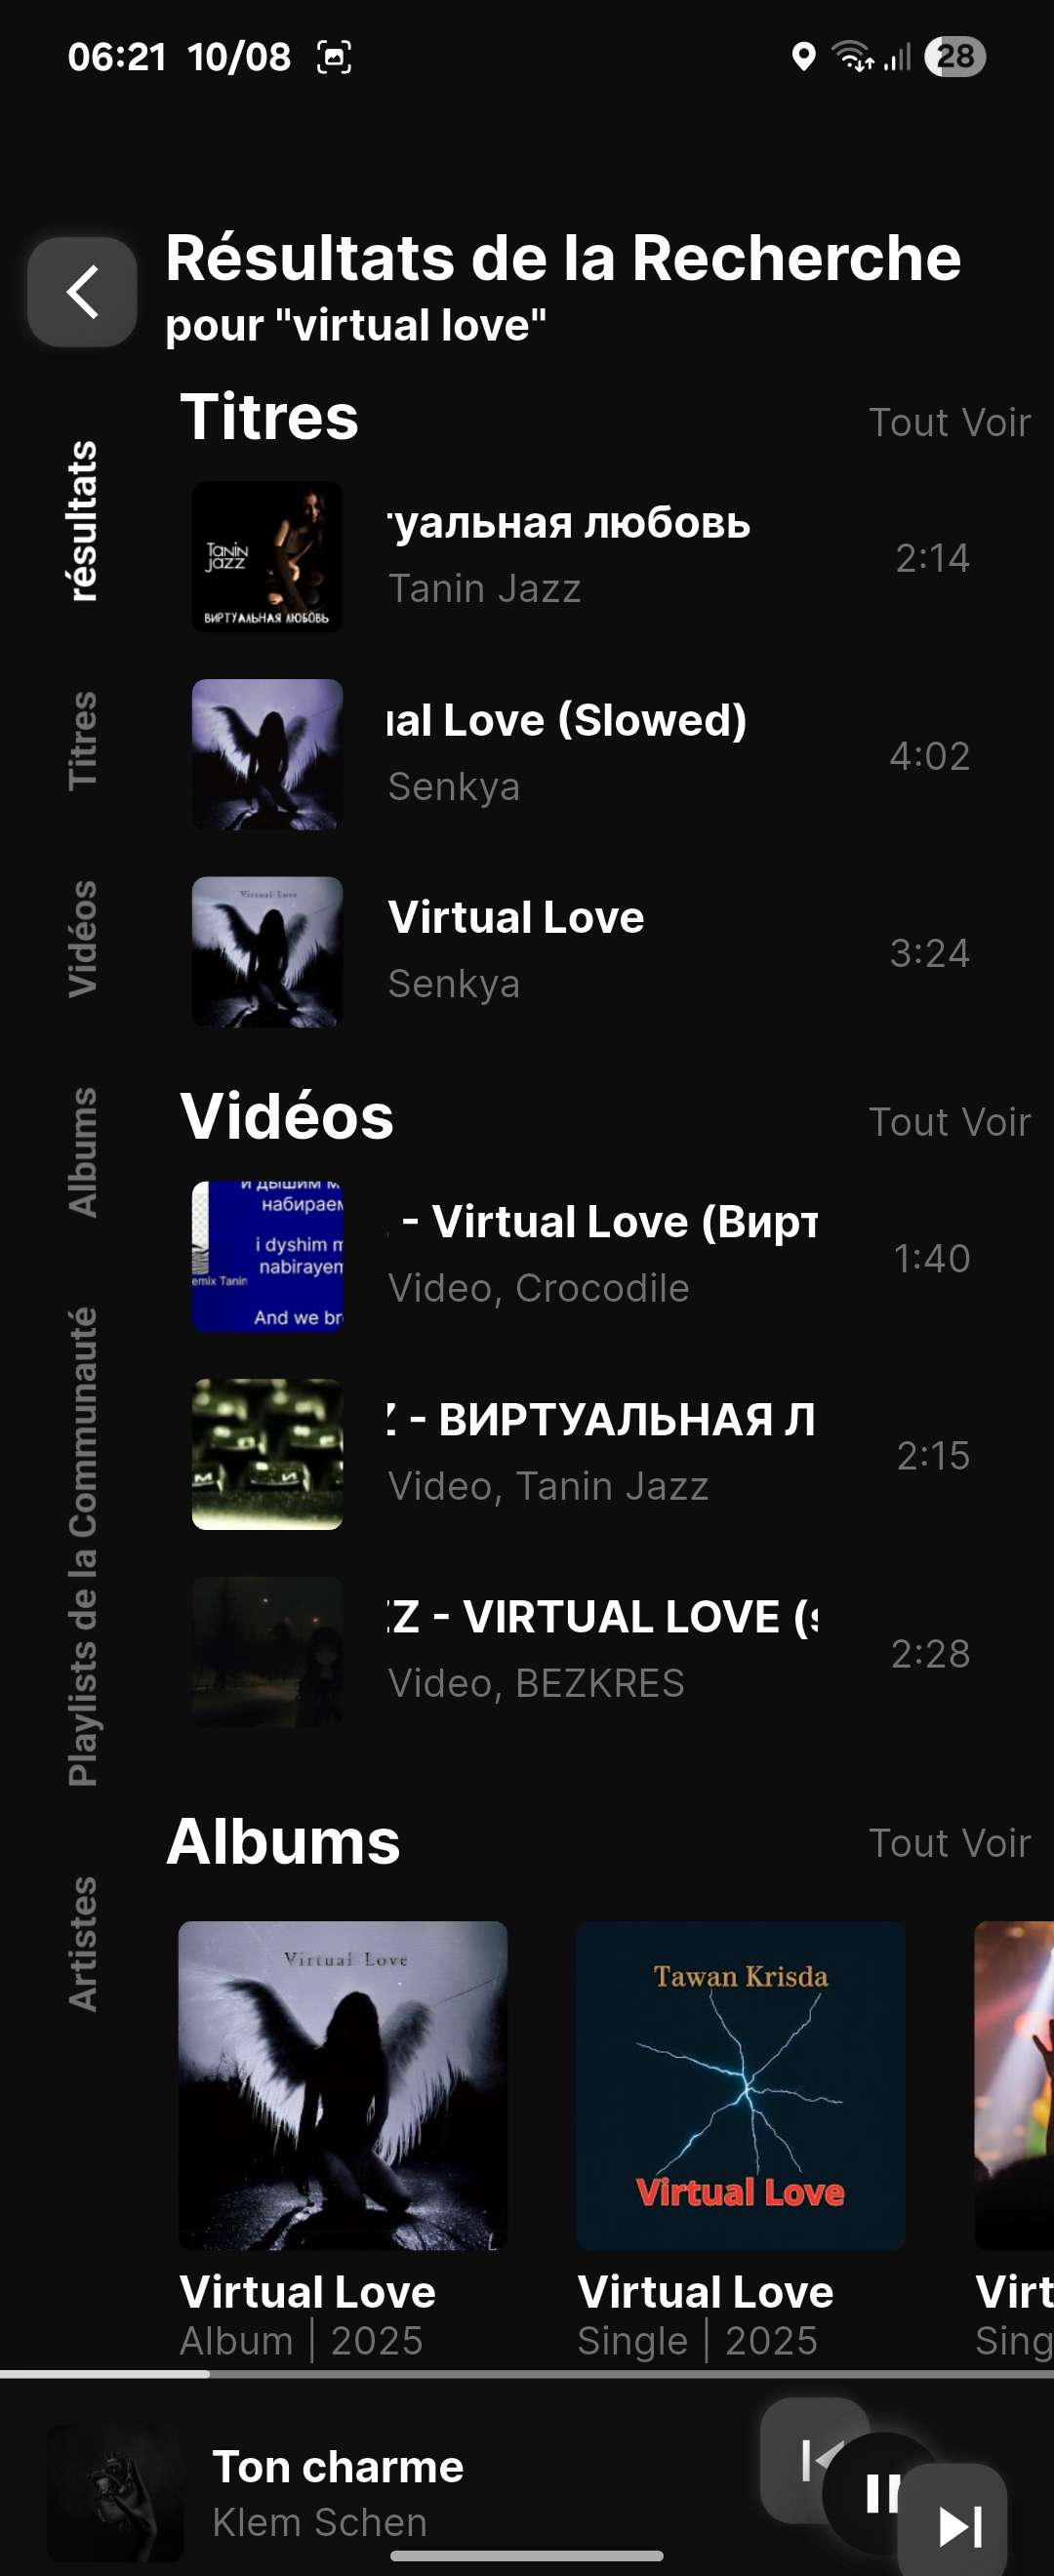 06:21 10/08
28
Résultats de la Recherche
pour "virtual love"
résultats
Titres
Vidéos
Albums
Playlists de la Communauté
Artistes
Titres
Tout Voir
Tanin
Jazz
ВИРТУАЛЬНАЯ ЛЮБОВЬ
туальная любовь
Tanin Jazz
2:14
ual Love (Slowed)
Senkya
4:02
Virtual Love
Virtual Love
Senkya
3:24
Vidéos
Tout Voir
и дышим м
набираем
i dyshim m
nabirayem
emix Tanin
And we br
- Virtual Love (Вирт
Video, Crocodile
1:40
м и
Z - ВИРТУАЛЬНАЯ Л
Video, Tanin Jazz
2:15
ZZ - VIRTUAL LOVE (s
Video, BEZKRES
2:28
Albums
Tout Voir
Virtual Love
Tawan Krisda
Virtual Love
Virtual Love
Album | 2025
Virtual Love
Single | 2025
Virt
Sing
Ton charme
Klem Schen